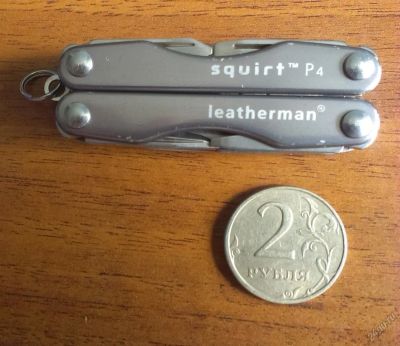 squirt™ P4
leatherman®
2
РУБЛЯ